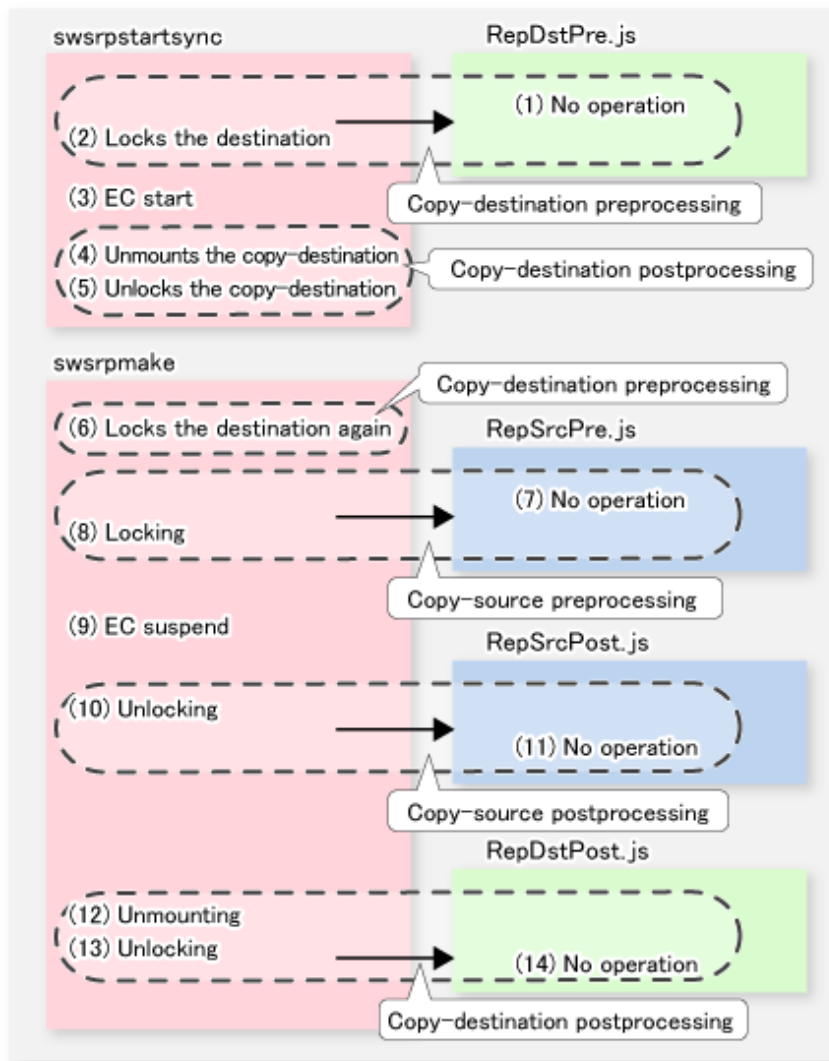 swsrpstartsync
RepDstPre.js
(1) No operation
(2) Locks the destination
(3) EC start
Copy-destination preprocessing
(4) Unmounts the copy-destination
(5) Unlocks the copy-destination
Copy-destination postprocessing
swsrpmake
Copy-destination preprocessing
(6) Locks the destination again
RepSrcPre.js
(7) No operation
(8) Locking
Copy-source preprocessing
(9) EC suspend
RepSrcPost.js
(10) Unlocking
(11) No operation
Copy-source postprocessing
RepDstPost.js
(12) Unmounting
(13) Unlocking
(14) No operation
Copy-destination postprocessing